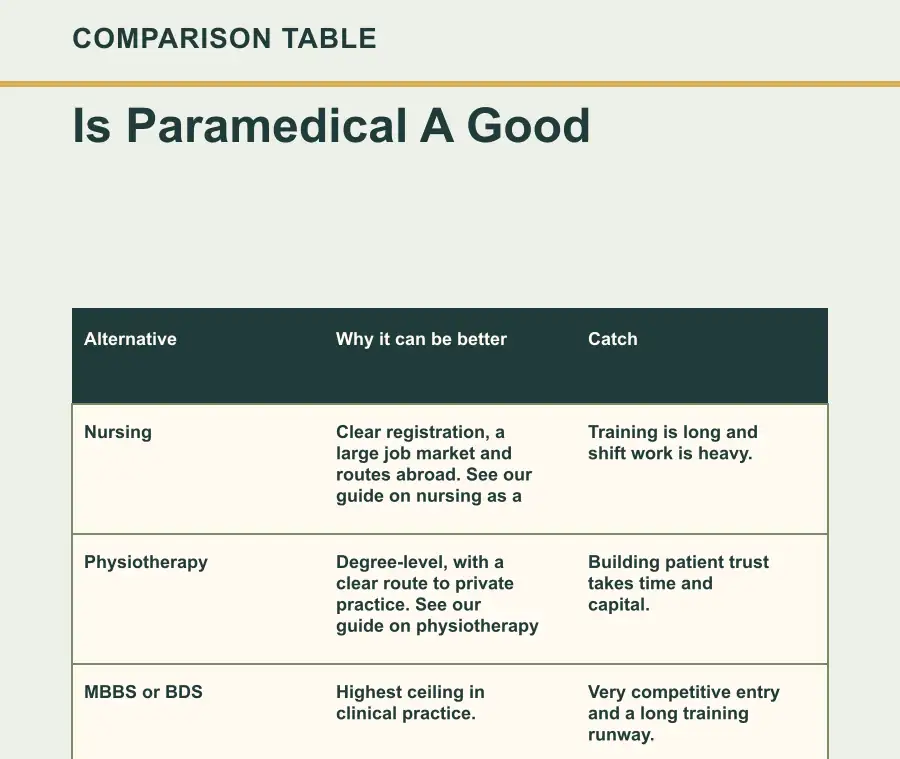 COMPARISON TABLE
Is Paramedical A Good
Alternative
Why it can be better
Catch
Nursing
Clear registration, a
large job market and
routes abroad. See our
guide on nursing as a
Training is long and
shift work is heavy.
Physiotherapy
Degree-level, with a
clear route to private
practice. See our
guide on physiotherapy
Building patient trust
takes time and
capital.
MBBS or BDS
Highest ceiling in
clinical practice.
Very competitive entry
and a long training
runway.